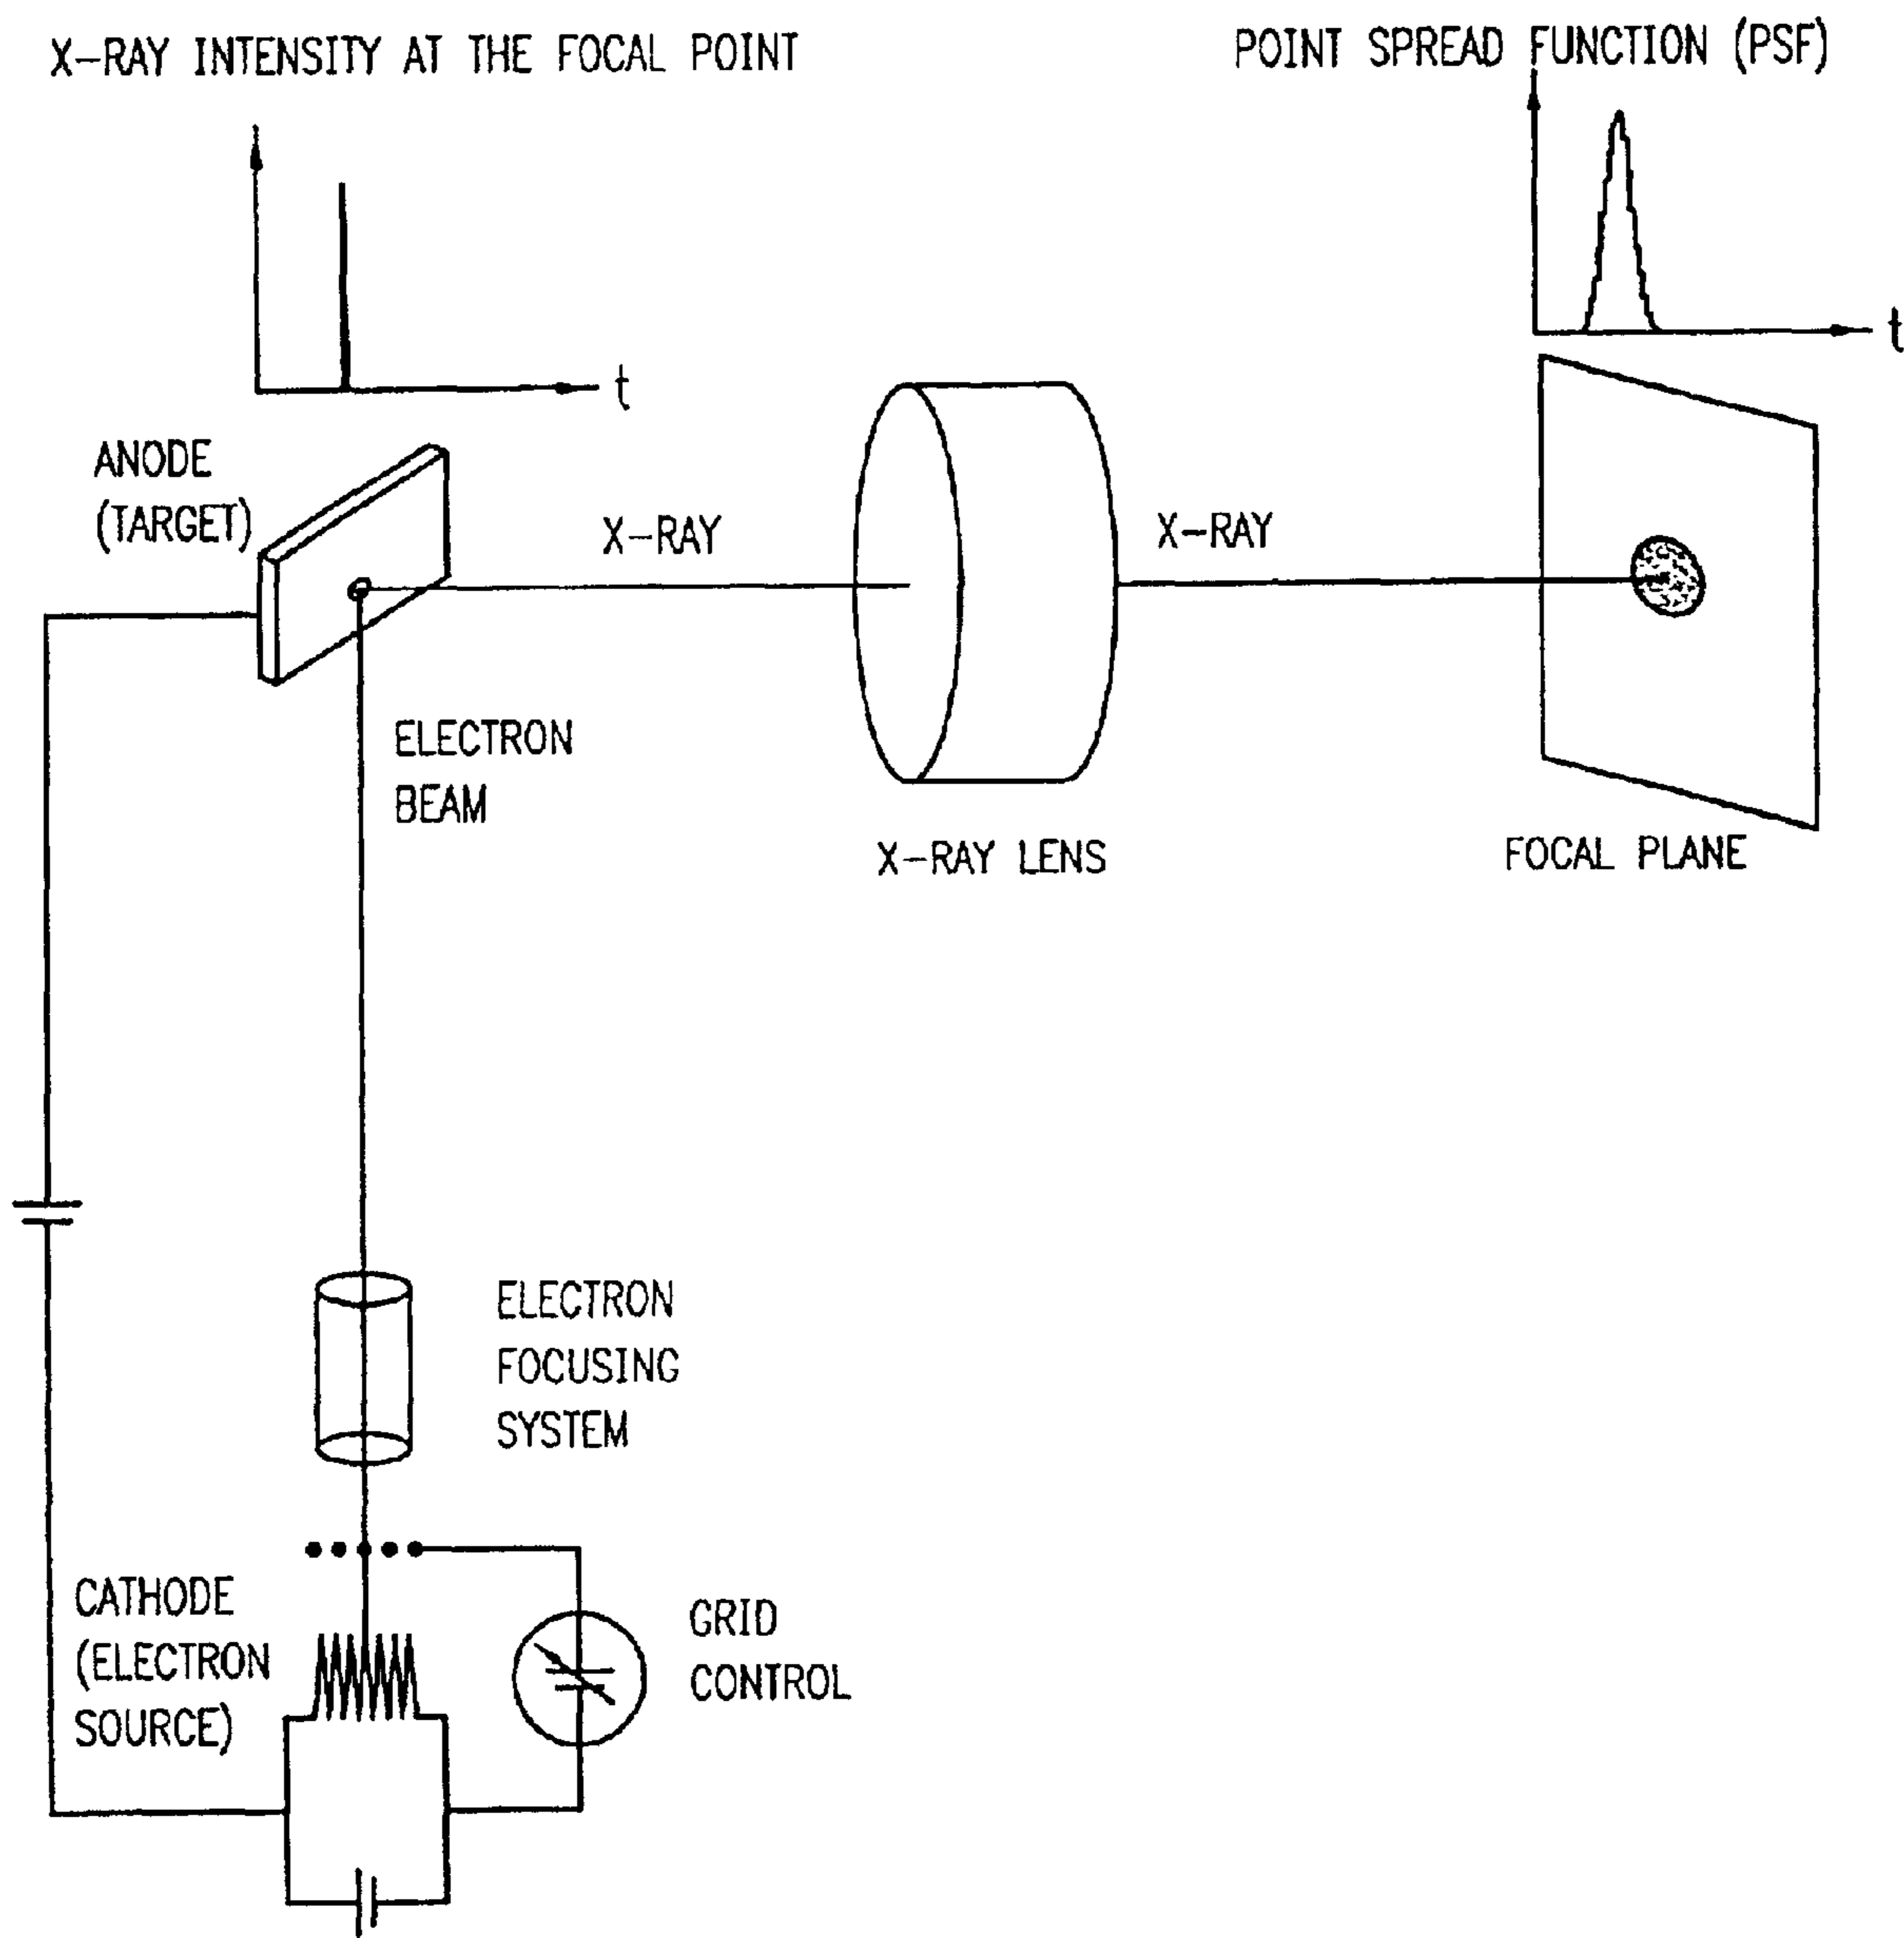 X-RAY INTENSITY AT THE FOCAL POINT
POINT SPREAD FUNCTION (PSF)
t
t
ANODE
(TARGET)
X-RAY
X-RAY
ELECTRON
BEAM
X-RAY LENS
FOCAL PLANE
ELECTRON
FOCUSING
SYSTEM
CATHODE
(ELECTRON
SOURCE)
GRID
CONTROL